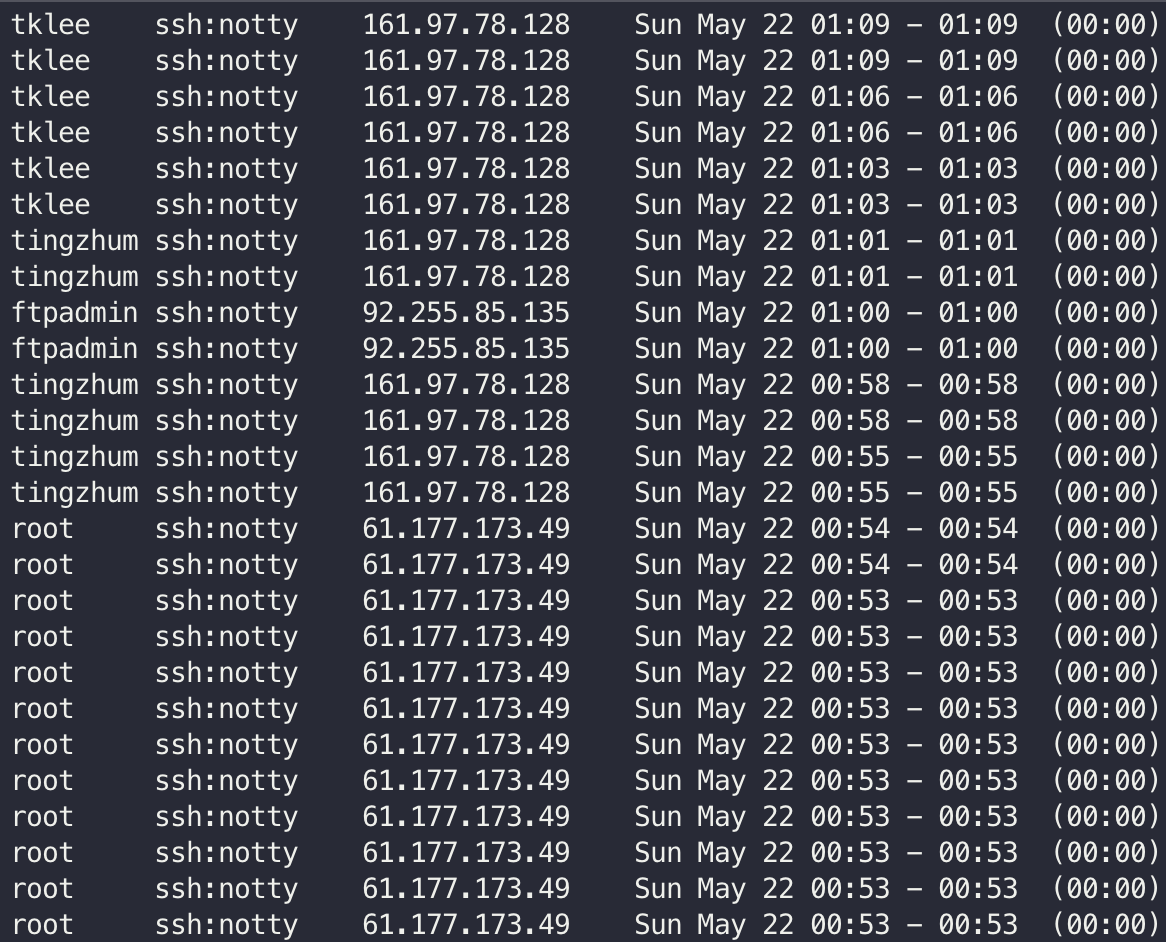 tklee    ssh:notty    161.97.78.128    Sun May 22 01:09 - 01:09  (00:00)
tklee    ssh:notty    161.97.78.128    Sun May 22 01:09 - 01:09  (00:00)
tklee    ssh:notty    161.97.78.128    Sun May 22 01:06 - 01:06  (00:00)
tklee    ssh:notty    161.97.78.128    Sun May 22 01:06 - 01:06  (00:00)
tklee    ssh:notty    161.97.78.128    Sun May 22 01:03 - 01:03  (00:00)
tklee    ssh:notty    161.97.78.128    Sun May 22 01:03 - 01:03  (00:00)
tingzhum ssh:notty    161.97.78.128    Sun May 22 01:01 - 01:01  (00:00)
tingzhum ssh:notty    161.97.78.128    Sun May 22 01:01 - 01:01  (00:00)
ftpadmin ssh:notty    92.255.85.135    Sun May 22 01:00 - 01:00  (00:00)
ftpadmin ssh:notty    92.255.85.135    Sun May 22 01:00 - 01:00  (00:00)
tingzhum ssh:notty    161.97.78.128    Sun May 22 00:58 - 00:58  (00:00)
tingzhum ssh:notty    161.97.78.128    Sun May 22 00:58 - 00:58  (00:00)
tingzhum ssh:notty    161.97.78.128    Sun May 22 00:55 - 00:55  (00:00)
tingzhum ssh:notty    161.97.78.128    Sun May 22 00:55 - 00:55  (00:00)
root     ssh:notty    61.177.173.49    Sun May 22 00:54 - 00:54  (00:00)
root     ssh:notty    61.177.173.49    Sun May 22 00:54 - 00:54  (00:00)
root     ssh:notty    61.177.173.49    Sun May 22 00:53 - 00:53  (00:00)
root     ssh:notty    61.177.173.49    Sun May 22 00:53 - 00:53  (00:00)
root     ssh:notty    61.177.173.49    Sun May 22 00:53 - 00:53  (00:00)
root     ssh:notty    61.177.173.49    Sun May 22 00:53 - 00:53  (00:00)
root     ssh:notty    61.177.173.49    Sun May 22 00:53 - 00:53  (00:00)
root     ssh:notty    61.177.173.49    Sun May 22 00:53 - 00:53  (00:00)
root     ssh:notty    61.177.173.49    Sun May 22 00:53 - 00:53  (00:00)
root     ssh:notty    61.177.173.49    Sun May 22 00:53 - 00:53  (00:00)
root     ssh:notty    61.177.173.49    Sun May 22 00:53 - 00:53  (00:00)
root     ssh:notty    61.177.173.49    Sun May 22 00:53 - 00:53  (00:00)